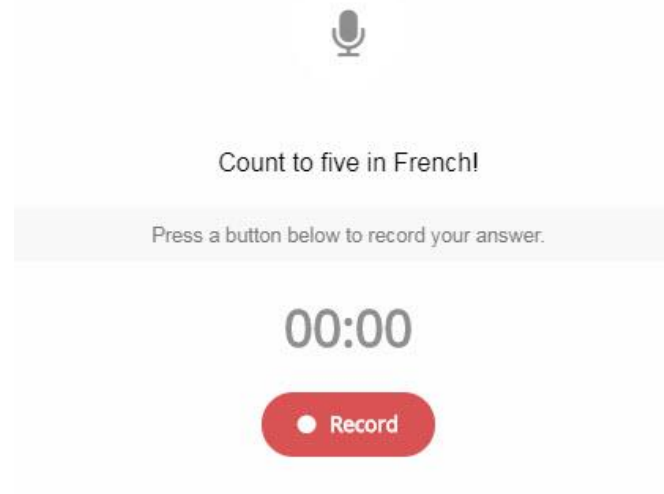 Count to five in French!
Press a button below to record your answer.
00:00
Record